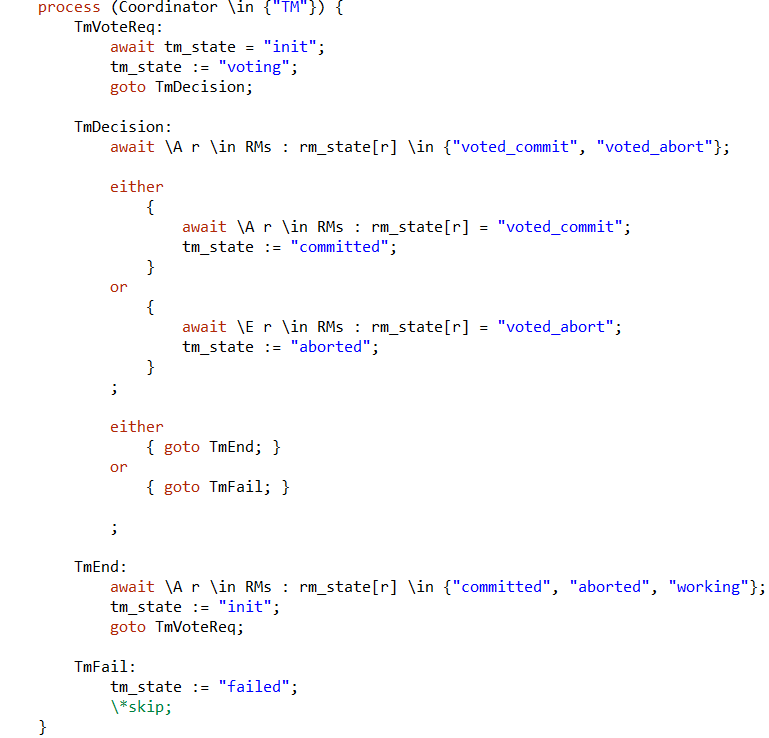 process (Coordinator \in {"TM"}) {
TmVoteReq:
await tm_state = "init";
tm_state := "voting";
goto TmDecision;
TmDecision:
await \A r \in RMs : rm_state[r] \in {"voted_commit", "voted_abort"};
either
{
await \A r \in RMs : rm_state[r] = "voted_commit";
tm_state := "committed";
}
or
{
await \E r \in RMs : rm_state[r] = "voted_abort";
tm_state := "aborted";
}
;
either
{ goto TmEnd; }
or
{ goto TmFail; }
;
TmEnd:
await \A r \in RMs : rm_state[r] \in {"committed", "aborted", "working"};
tm_state := "init";
goto TmVoteReq;
TmFail:
tm_state := "failed";
\*skip;
}